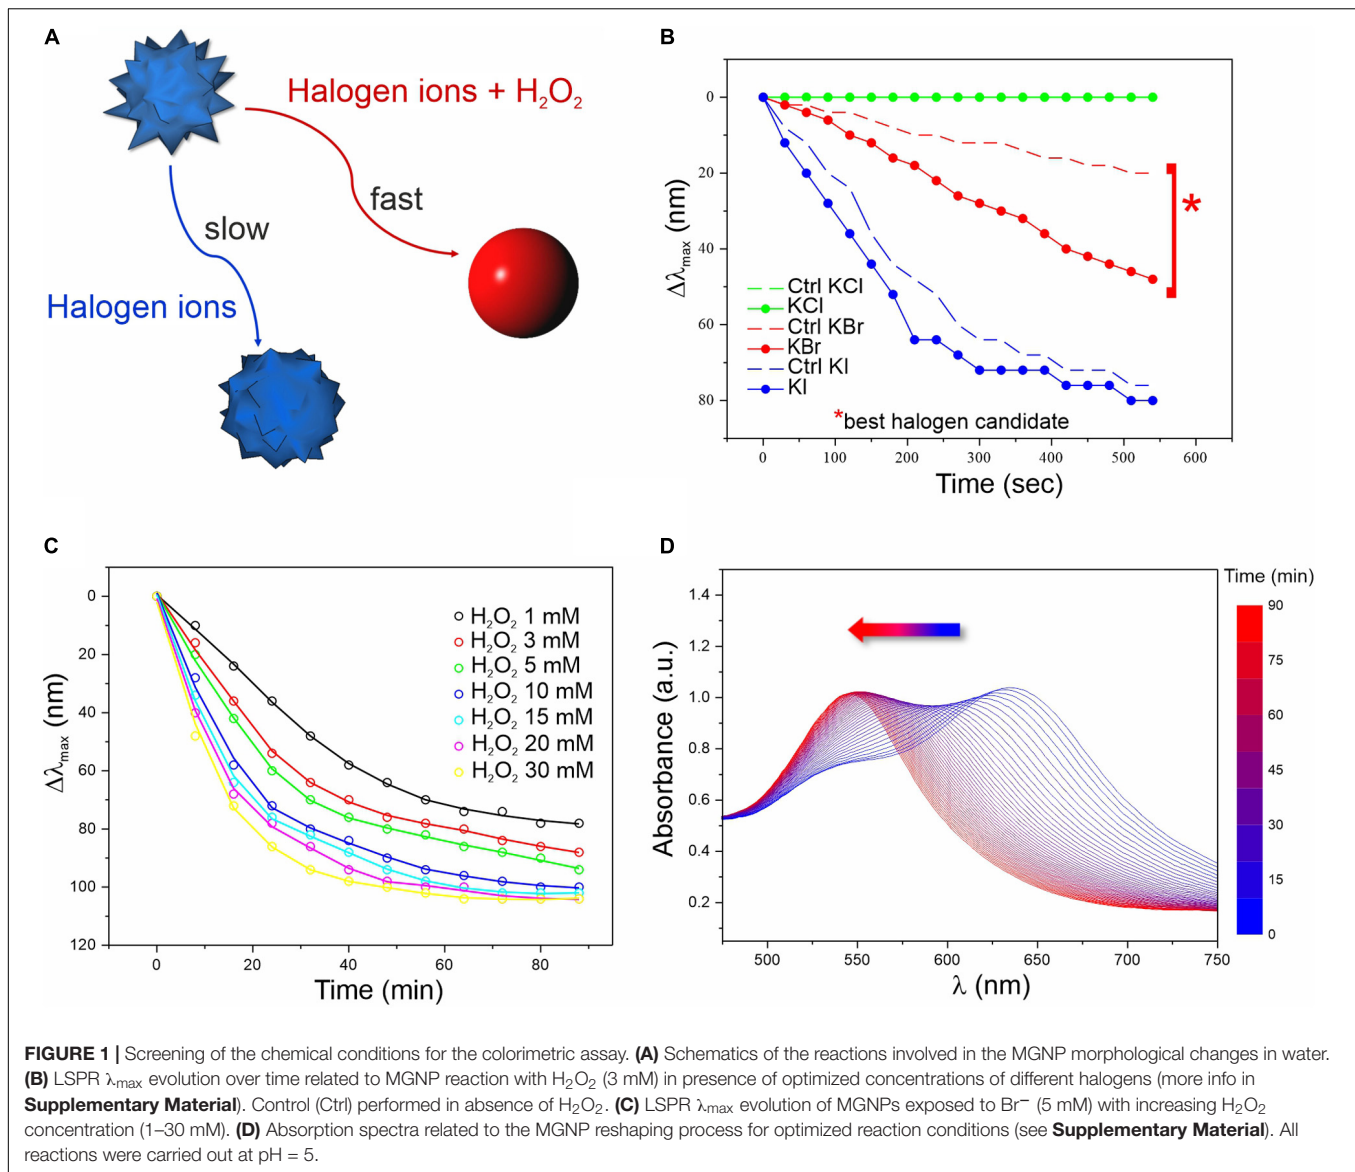 A
Halogen ions + H₂O₂
fast
slow
Halogen ions
B
0
20
40
60
80
Δλmax (nm)
Ctrl KCl
KCl
Ctrl KBr
KBr
Ctrl KI
KI
*
*best halogen candidate
0 100 200 300 400 500 600
Time (sec)
C
0
20
40
60
80
100
120
Δλmax (nm)
H₂O₂ 1 mM
H₂O₂ 3 mM
H₂O₂ 5 mM
H₂O₂ 10 mM
H₂O₂ 15 mM
H₂O₂ 20 mM
H₂O₂ 30 mM
0 20 40 60 80
Time (min)
D
1.4
1.2
1.0
0.8
0.6
0.4
0.2
Absorbance (a.u.)
500 550 600 650 700 750
λ (nm)
Time (min)
90
75
60
45
30
15
0
FIGURE 1 | Screening of the chemical conditions for the colorimetric assay. (A) Schematics of the reactions involved in the MGNP morphological changes in water.
(B) LSPR λmax evolution over time related to MGNP reaction with H₂O₂ (3 mM) in presence of optimized concentrations of different halogens (more info in
Supplementary Material). Control (Ctrl) performed in absence of H₂O₂. (C) LSPR λmax evolution of MGNPs exposed to Br⁻ (5 mM) with increasing H₂O₂
concentration (1–30 mM). (D) Absorption spectra related to the MGNP reshaping process for optimized reaction conditions (see Supplementary Material). All
reactions were carried out at pH = 5.